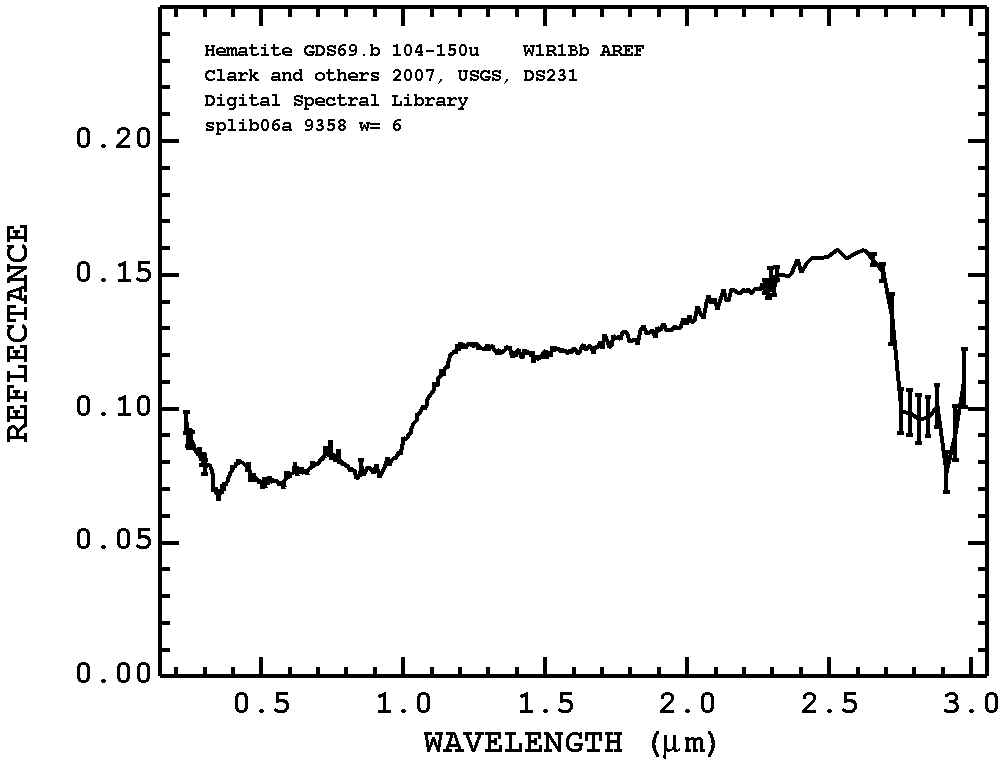 Hematite GDS69.b 104-150u W1R1Bb AREF
Clark and others 2007, USGS, DS231
Digital Spectral Library
splib06a 9358 w= 6
REFLECTANCE
0.20
0.15
0.10
0.05
0.00
0.5 1.0 1.5 2.0 2.5 3.0
WAVELENGTH (μm)